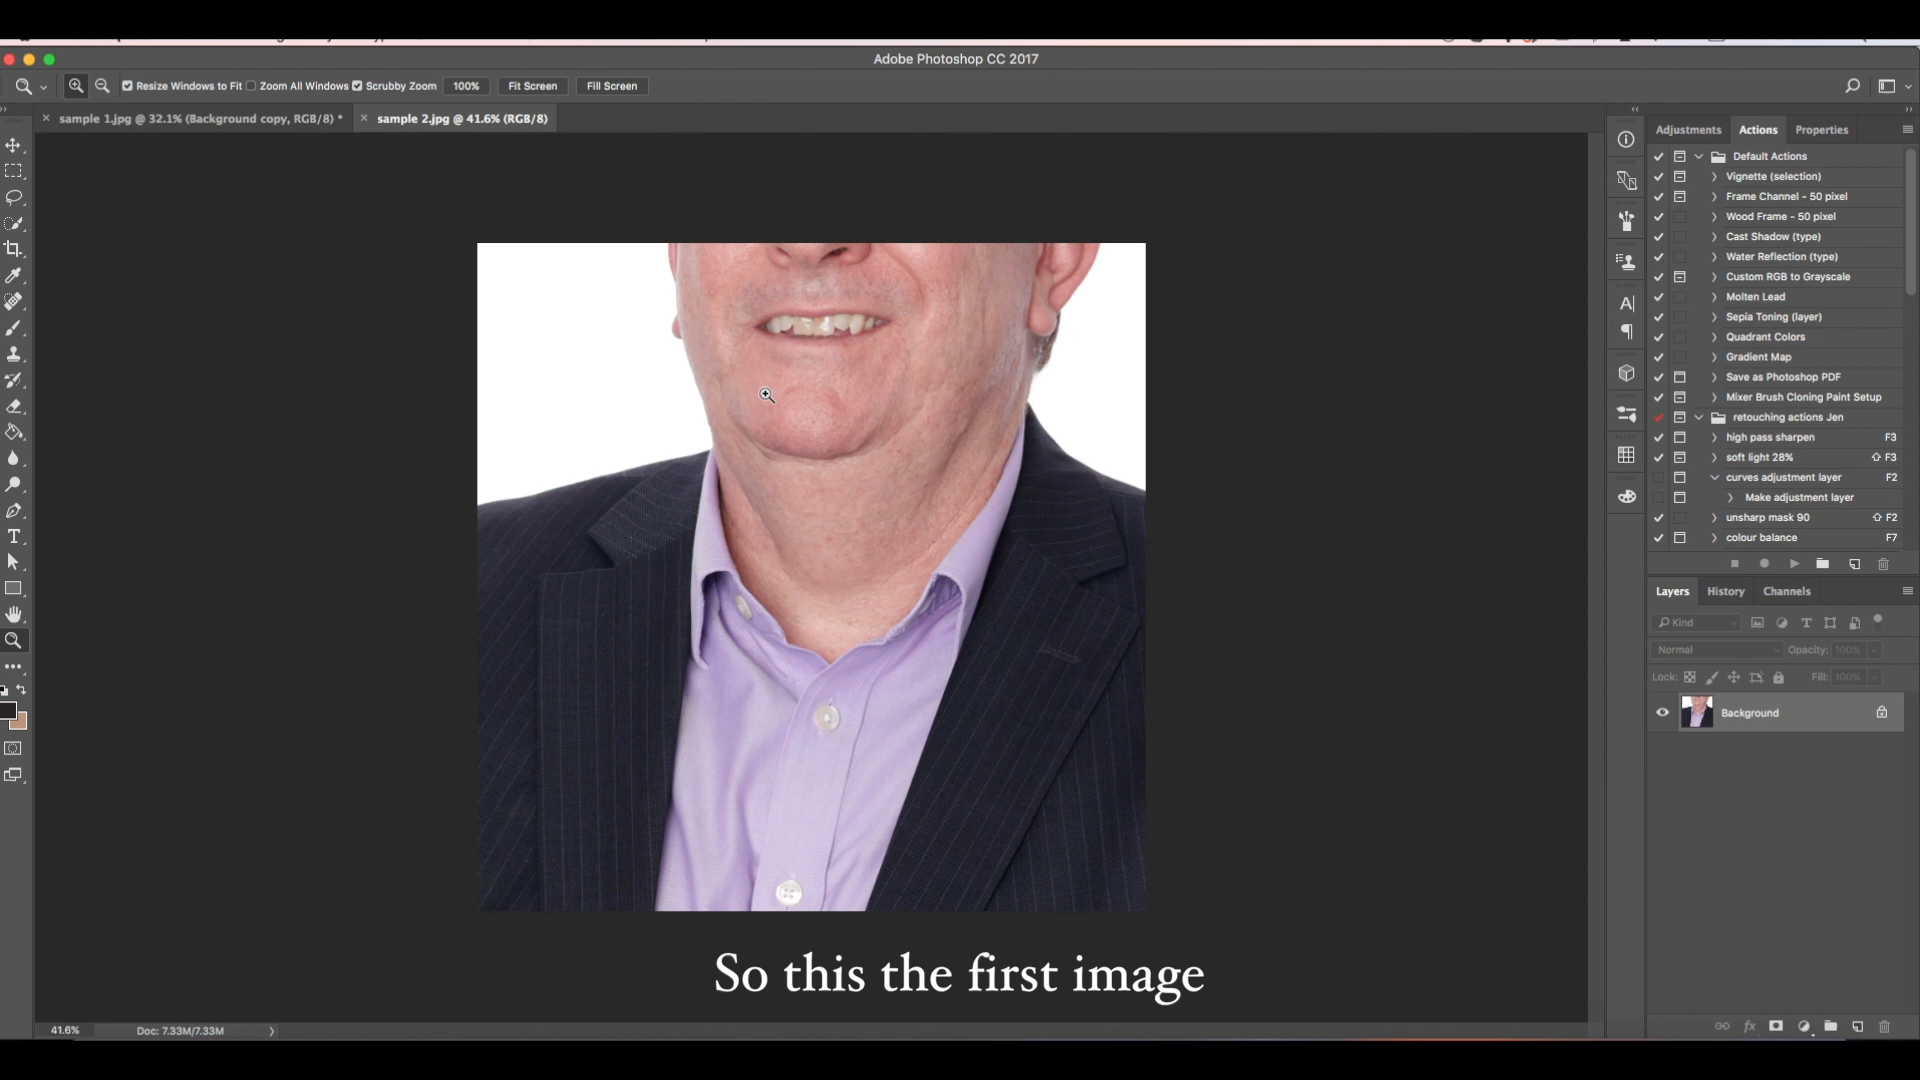 Adobe Photoshop CC 2017
Resize Windows to Fit Zoom All Windows Scrubby Zoom 100% Fit Screen Fill Screen
sample 1.jpg @ 32.1% (Background copy, RGB/8) * sample 2.jpg @ 41.6% (RGB/8)
Adjustments Actions Properties
Default Actions
Vignette (selection)
Frame Channel - 50 pixel
Wood Frame - 50 pixel
Cast Shadow (type)
Water Reflection (type)
Custom RGB to Grayscale
Molten Lead
Sepia Toning (layer)
Quadrant Colors
Gradient Map
Save as Photoshop PDF
Mixer Brush Cloning Paint Setup
retouching actions Jen
high pass sharpen F3
soft light 28% ⇧ F3
curves adjustment layer F2
Make adjustment layer
unsharp mask 90 ⇧ F2
colour balance F7
Layers History Channels
Kind
Normal Opacity: 100%
Lock: Fill: 100%
Background
So this the first image
41.6% Doc: 7.33M/7.33M